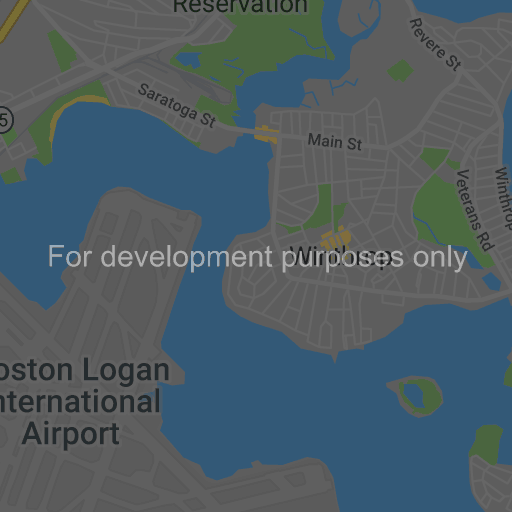 Reservation
Revere St
Saratoga St
5
Main St
Veterans Rd
Winthrop
For development purposes only
Winthrop
oston Logan
nternational
Airport